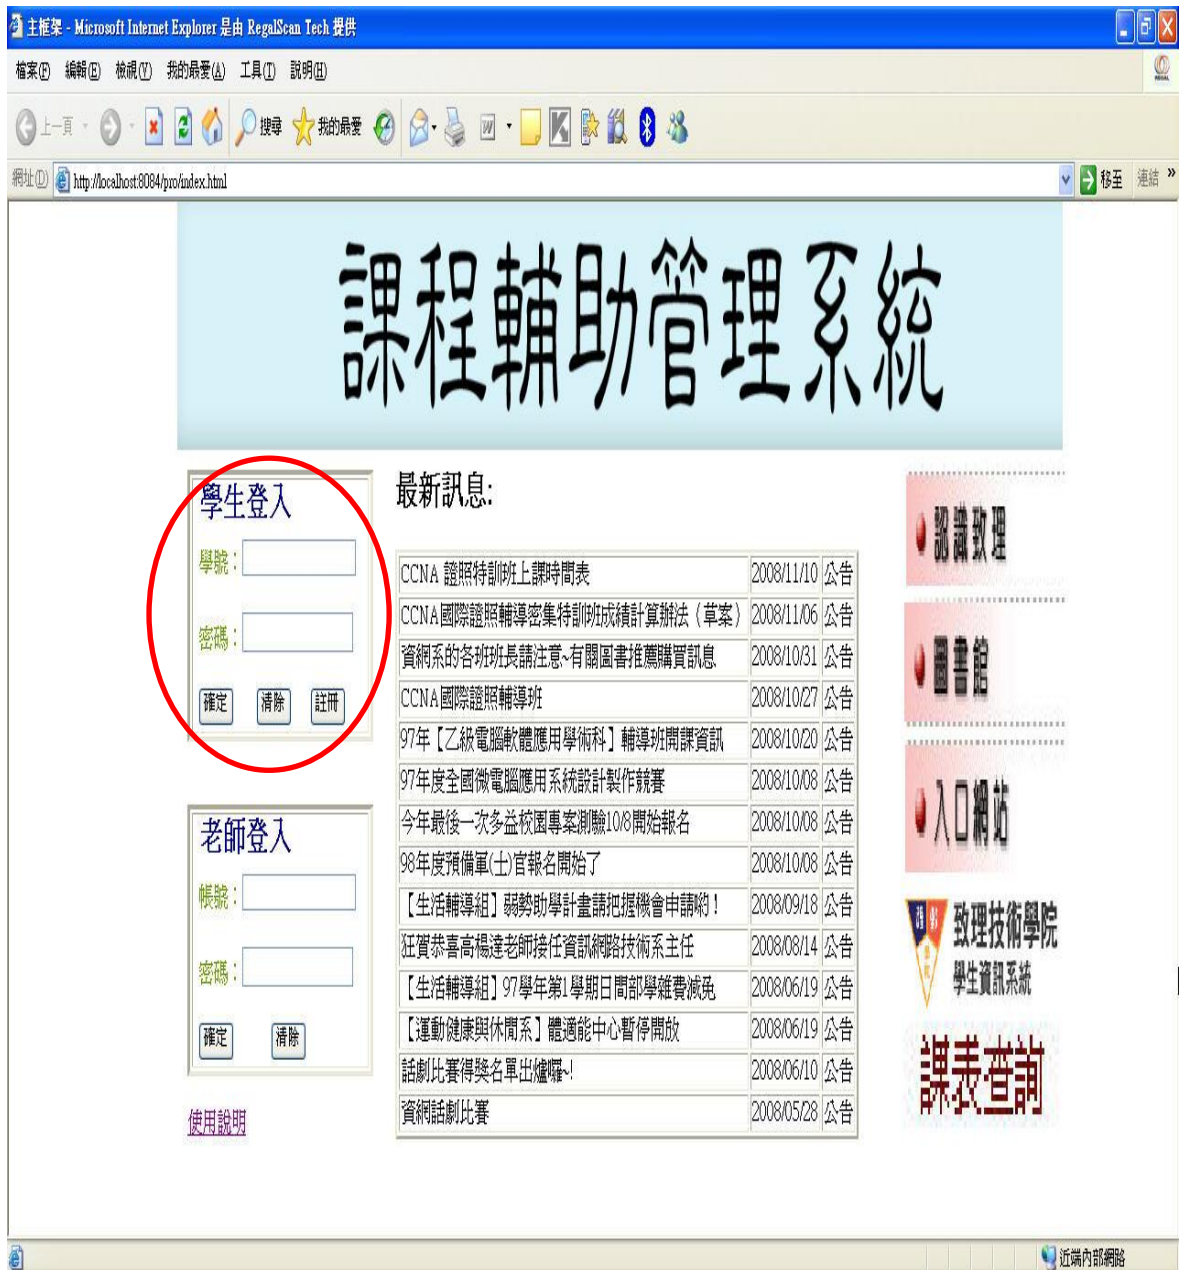 主框架 - Microsoft Internet Explorer 是由 RegalScan Tech 提供
檔案(F) 編輯(E) 檢視(V) 我的最愛(A) 工具(T) 說明(H)
上一頁 搜尋 我的最愛
網址(D) http://localhost:8084/pro/index.html 移至 連結 »
課程輔助管理系統
學生登入
學號：
密碼：
確定 清除 註冊
老師登入
帳號：
密碼：
確定 清除
使用說明
最新訊息:
CCNA 證照特訓班上課時間表 2008/11/10 公告
CCNA國際證照輔導密集特訓班成績計算辦法（草案） 2008/11/06 公告
資網系的各班班長請注意~有關圖書推薦購買訊息 2008/10/31 公告
CCNA國際證照輔導班 2008/10/27 公告
97年【乙級電腦軟體應用學術科】輔導班開課資訊 2008/10/20 公告
97年度全國微電腦應用系統設計製作競賽 2008/10/08 公告
今年最後一次多益校園專案測驗10/8開始報名 2008/10/08 公告
98年度預備軍(士)官報名開始了 2008/10/08 公告
【生活輔導組】弱勢助學計畫請把握機會申請喲！ 2008/09/18 公告
狂賀恭喜高楊達老師接任資訊網路技術系主任 2008/08/14 公告
【生活輔導組】97學年第1學期日間部學雜費減免 2008/06/19 公告
【運動健康與休閒系】體適能中心暫停開放 2008/06/19 公告
話劇比賽得獎名單出爐囉~! 2008/06/10 公告
資網話劇比賽 2008/05/28 公告
認識致理
圖書館
入口網站
致理技術學院
學生資訊系統
課表查詢
近端內部網路